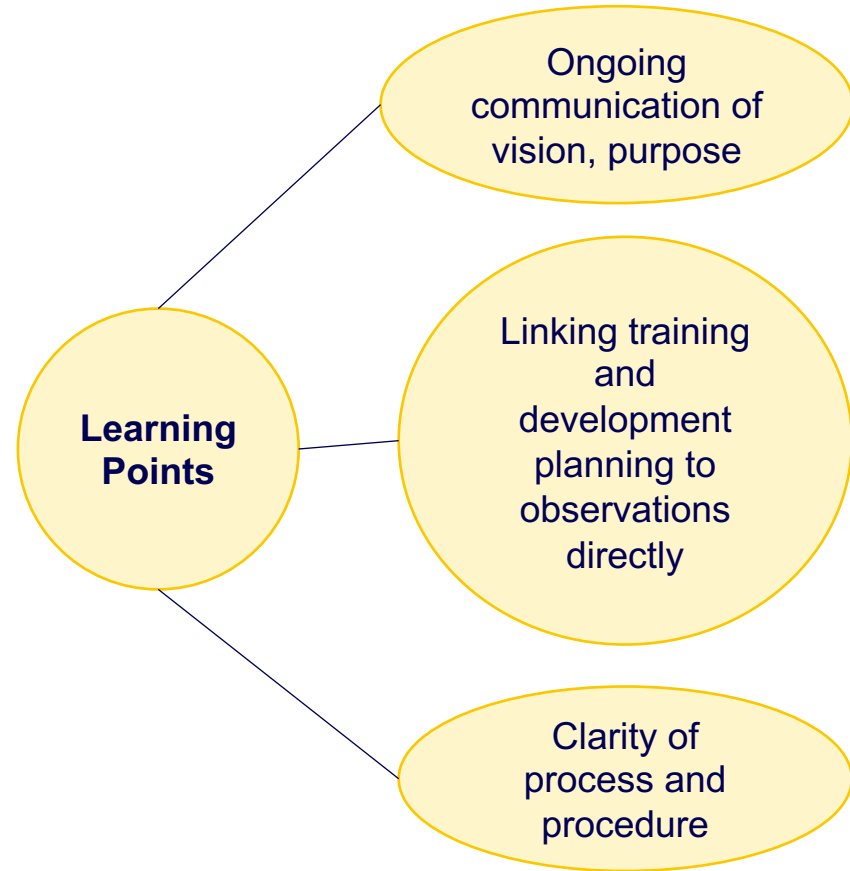 Ongoing
communication of
vision, purpose
Learning
Points
Linking training
and
development
planning to
observations
directly
Clarity of
process and
procedure